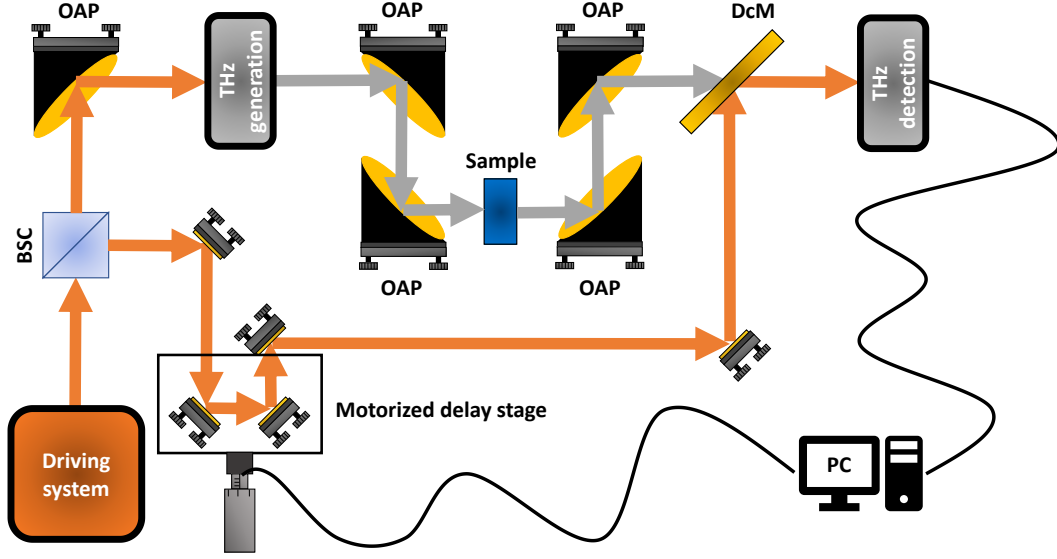 OAP
OAP
OAP
DcM
THz
generation
THz
detection
Sample
BSC
OAP
OAP
Motorized delay stage
Driving
system
PC